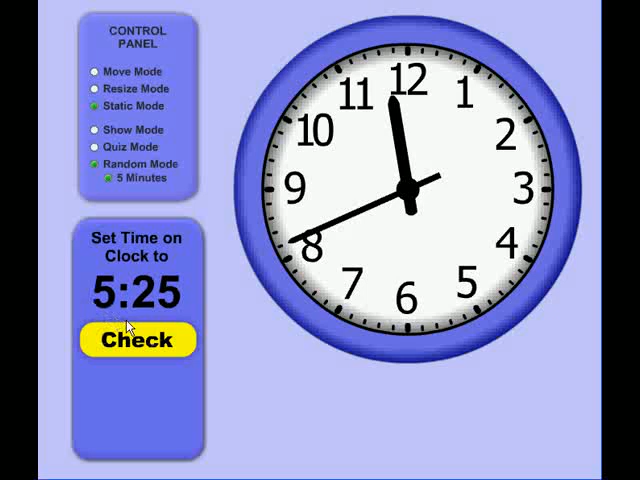 CONTROL
PANEL
Move Mode
Resize Mode
Static Mode
Show Mode
Quiz Mode
Random Mode
5 Minutes
Set Time on
Clock to
5:25
Check
12
1
2
3
4
5
6
7
8
9
10
11